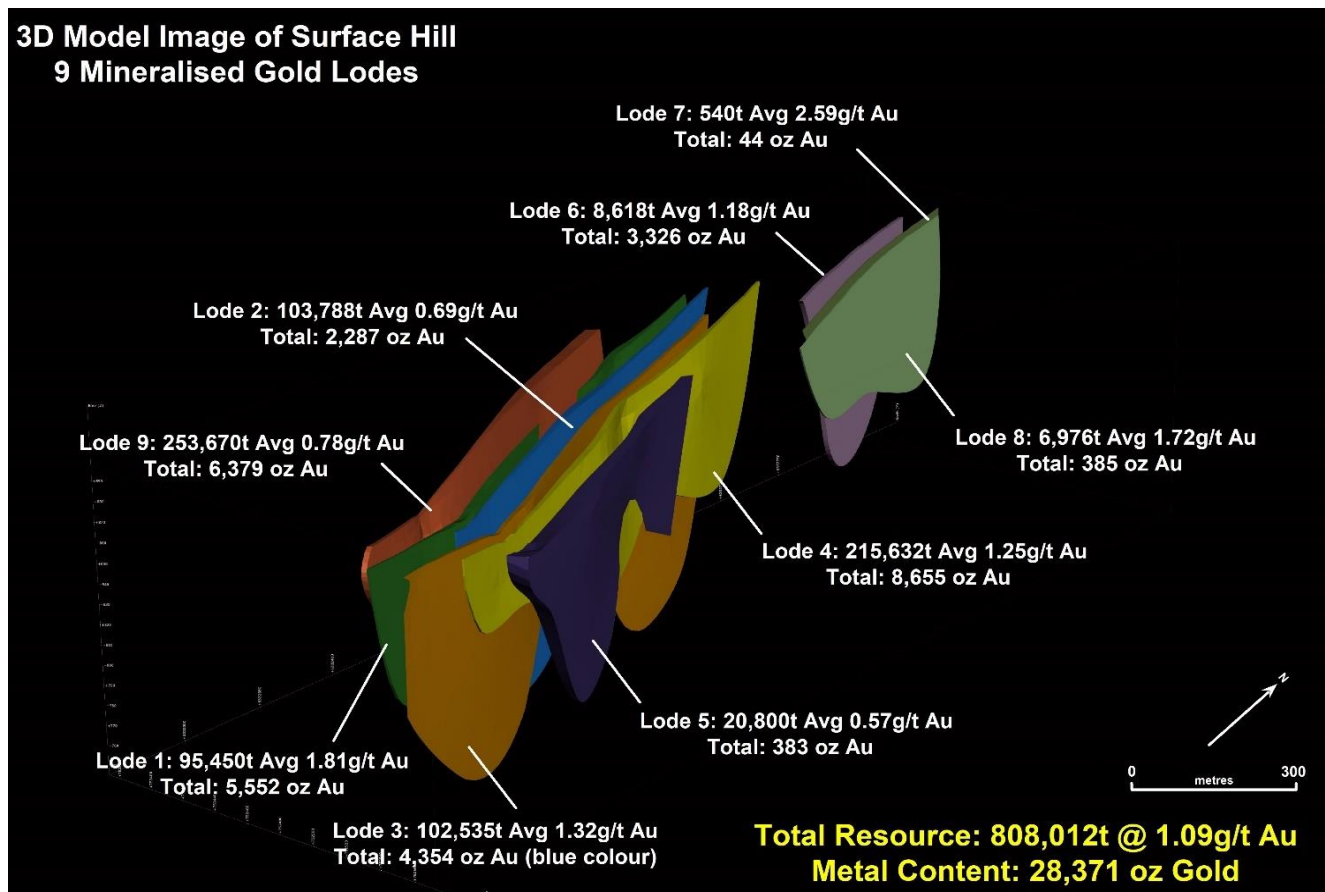 3D Model Image of Surface Hill
9 Mineralised Gold Lodes
Lode 7: 540t Avg 2.59g/t Au
Total: 44 oz Au
Lode 6: 8,618t Avg 1.18g/t Au
Total: 3,326 oz Au
Lode 2: 103,788t Avg 0.69g/t Au
Total: 2,287 oz Au
Lode 9: 253,670t Avg 0.78g/t Au
Total: 6,379 oz Au
Lode 8: 6,976t Avg 1.72g/t Au
Total: 385 oz Au
Lode 4: 215,632t Avg 1.25g/t Au
Total: 8,655 oz Au
Lode 5: 20,800t Avg 0.57g/t Au
Total: 383 oz Au
Lode 1: 95,450t Avg 1.81g/t Au
Total: 5,552 oz Au
Lode 3: 102,535t Avg 1.32g/t Au
Total: 4,354 oz Au (blue colour)
N
0 300
metres
Total Resource: 808,012t @ 1.09g/t Au
Metal Content: 28,371 oz Gold